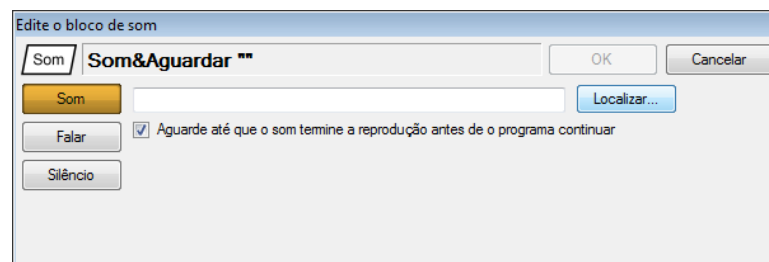 Edite o bloco de som
Som Som&Aguardar "" OK Cancelar
Som Localizar...
Falar Aguarde até que o som termine a reprodução antes de o programa continuar
Silêncio